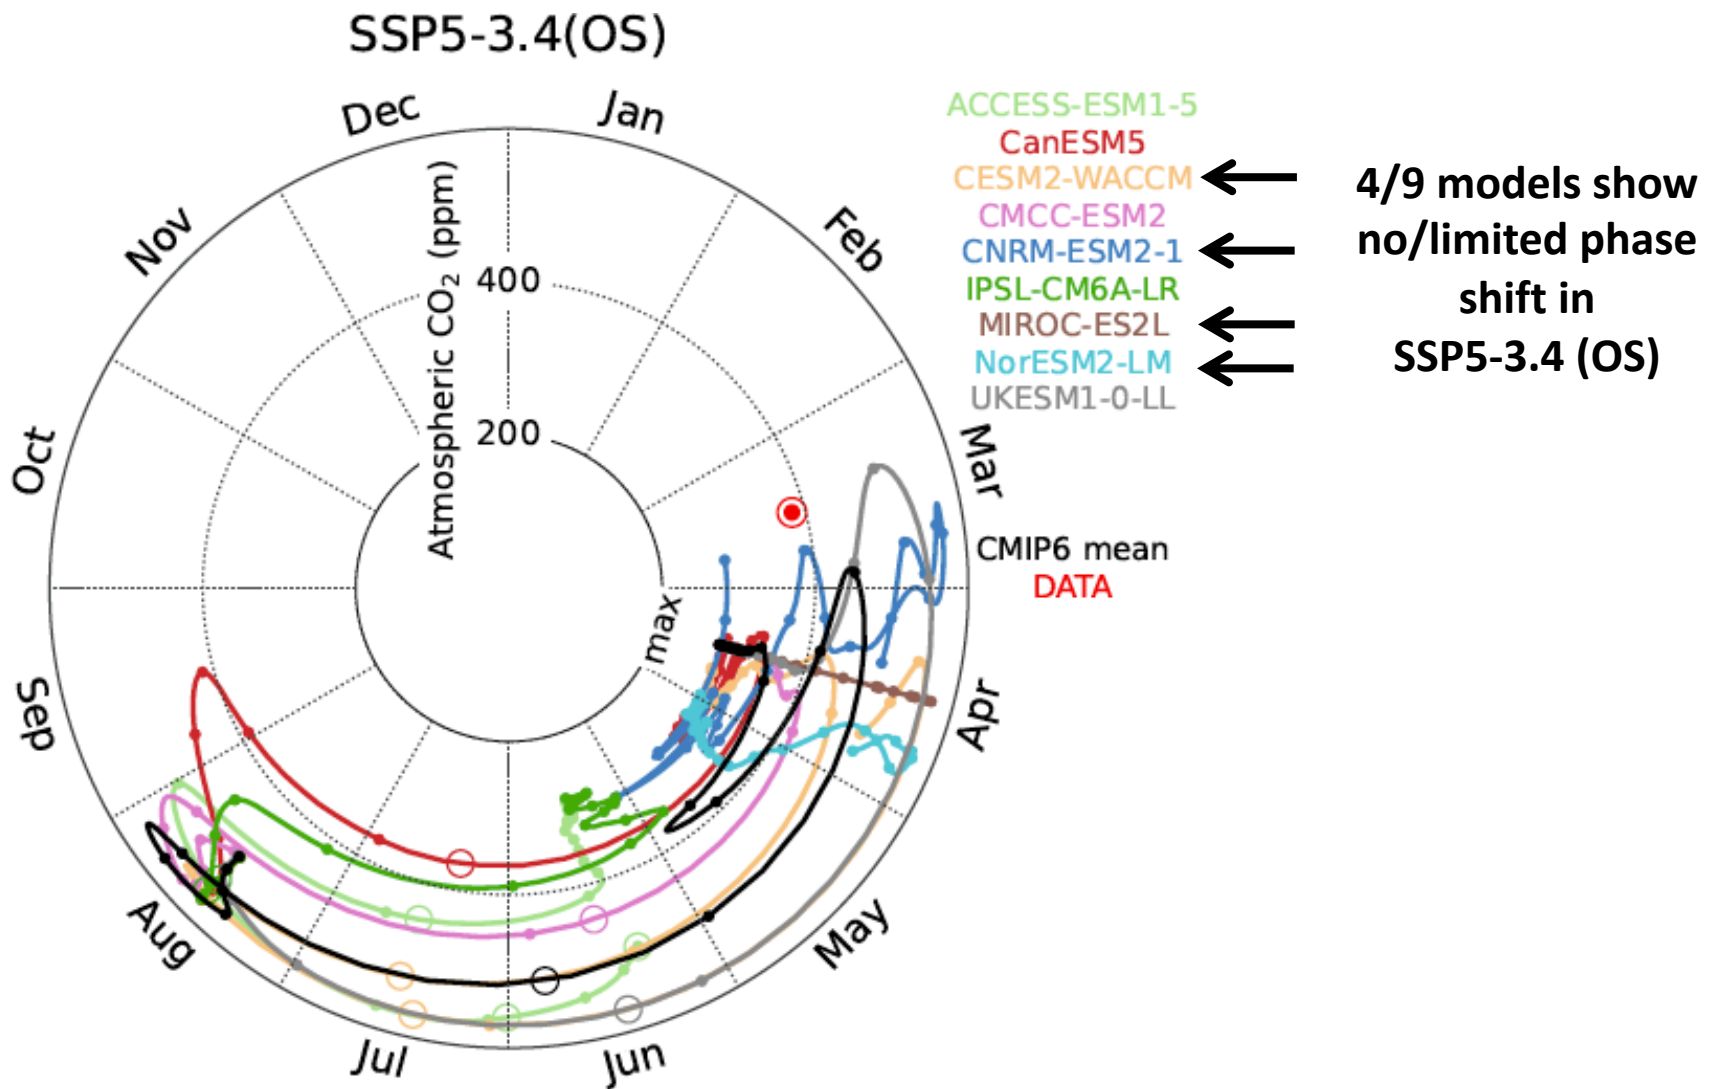 SSP5-3.4(OS)
Jan
Feb
Mar
Apr
May
Jun
Jul
Aug
Sep
Oct
Nov
Dec
Atmospheric CO₂ (ppm)
400
200
max
ACCESS-ESM1-5
CanESM5
CESM2-WACCM
CMCC-ESM2
CNRM-ESM2-1
IPSL-CM6A-LR
MIROC-ES2L
NorESM2-LM
UKESM1-0-LL
CMIP6 mean
DATA
4/9 models show
no/limited phase
shift in
SSP5-3.4 (OS)